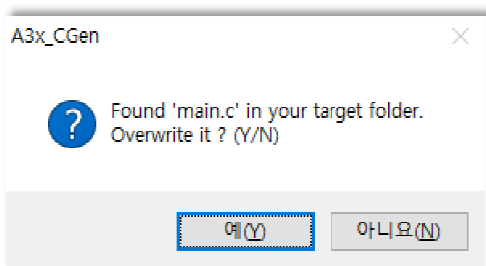 A3x_CGen
Found 'main.c' in your target folder.
Overwrite it ? (Y/N)
예(Y)
아니요(N)